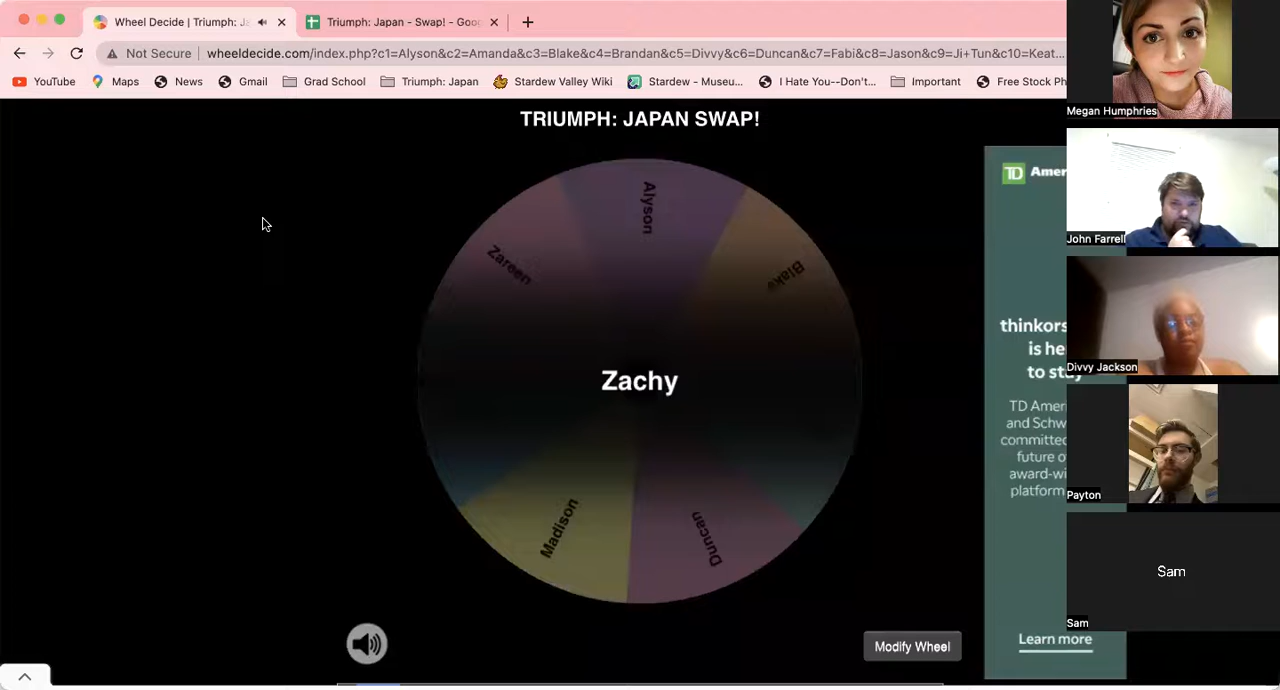 Wheel Decide | Triumph: Ja
Triumph: Japan - Swap! - Goo
Not Secure
wheeldecide.com/index.php?c1=Alyson&c2=Amanda&c3=Blake&c4=Brandan&c5=Divvy&c6=Duncan&c7=Fabi&c8=Jason&c9=Ji+Tun&c10=Keat...
YouTube
Maps
News
Gmail
Grad School
Triumph: Japan
Stardew Valley Wiki
Stardew - Museu...
I Hate You--Don't...
Important
Free Stock Ph
TRIUMPH: JAPAN SWAP!
Alyson
Zareen
Blake
Zachy
Madison
Duncan
Modify Wheel
TD Amer
thinkors
is he
to stay
TD Amer
and Schw
committed
future o
award-wi
platform
Learn more
Megan Humphries
John Farrell
Divvy Jackson
Payton
Sam
Sam